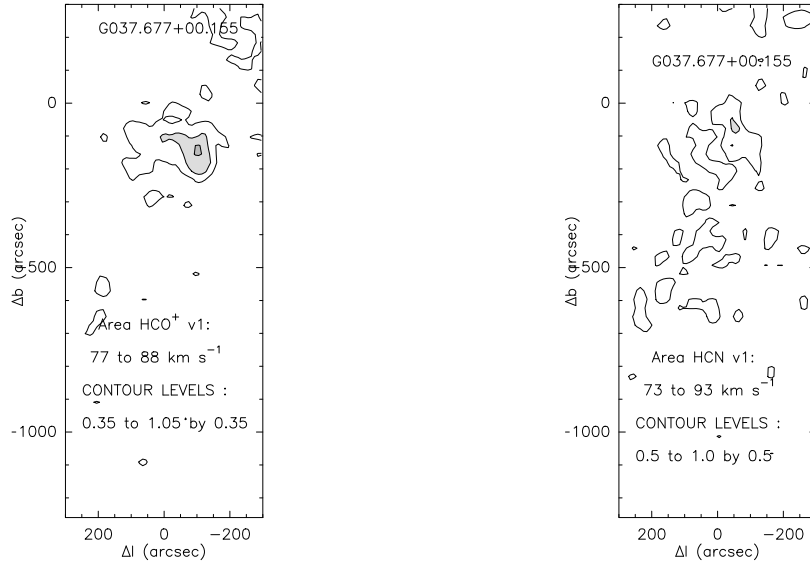 G037.677+00.155
0
-500
-1000
Δb (arcsec)
Area HCO+ v1:
77 to 88 km s−1
CONTOUR LEVELS :
0.35 to 1.05 by 0.35
200 0 −200
Δl (arcsec)
G037.677+00.155
0
-500
-1000
Δb (arcsec)
Area HCN v1:
73 to 93 km s−1
CONTOUR LEVELS :
0.5 to 1.0 by 0.5
200 0 −200
Δl (arcsec)